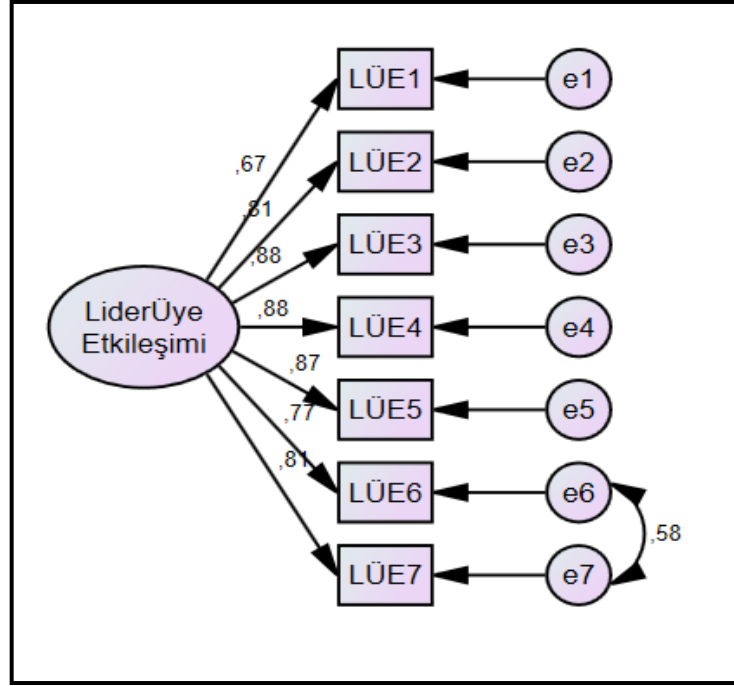 LÜE1
e1
,67
LÜE2
e2
,81
LÜE3
e3
,88
LiderÜye
Etkileşimi
,88
LÜE4
e4
,87
LÜE5
e5
,77
LÜE6
e6
,81
,58
LÜE7
e7